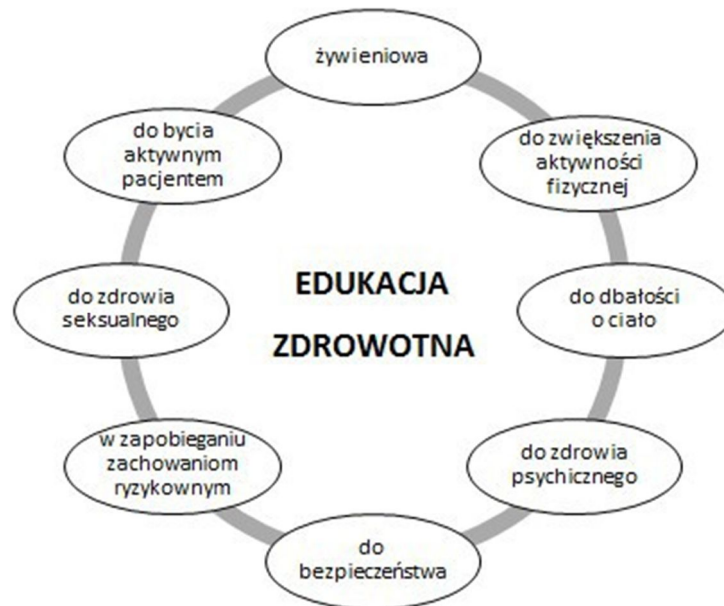 żywieniowa
do zwiększenia
aktywności
fizycznej
do dbałości
o ciało
do zdrowia
psychicznego
do
bezpieczeństwa
w zapobieganiu
zachowaniom
ryzykownym
do zdrowia
seksualnego
do bycia
aktywnym
pacjentem
EDUKACJA
ZDROWOTNA